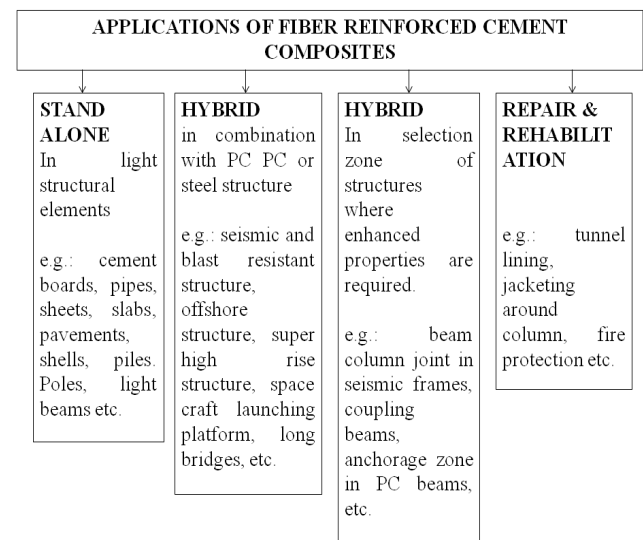 APPLICATIONS OF FIBER REINFORCED CEMENT
COMPOSITES
STAND
ALONE
In light
structural
elements
e.g.: cement
boards, pipes,
sheets, slabs,
pavements,
shells, piles.
Poles, light
beams etc.
HYBRID
in combination
with PC PC or
steel structure
e.g.: seismic and
blast resistant
structure,
offshore
structure, super
high rise
structure, space
craft launching
platform, long
bridges, etc.
HYBRID
In selection
zone of
structures
where
enhanced
properties are
required.
e.g.: beam
column joint in
seismic frames,
coupling
beams,
anchorage zone
in PC beams,
etc.
REPAIR &
REHABILIT
ATION
e.g.: tunnel
lining,
jacketing
around
column, fire
protection etc.